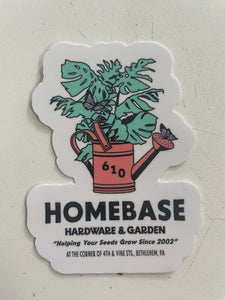 610
HOMEBASE
HARDWARE & GARDEN
"Helping Your Seeds Grow Since 2002"
AT THE CORNER OF 4TH & VINE STS., BETHLEHEM, PA